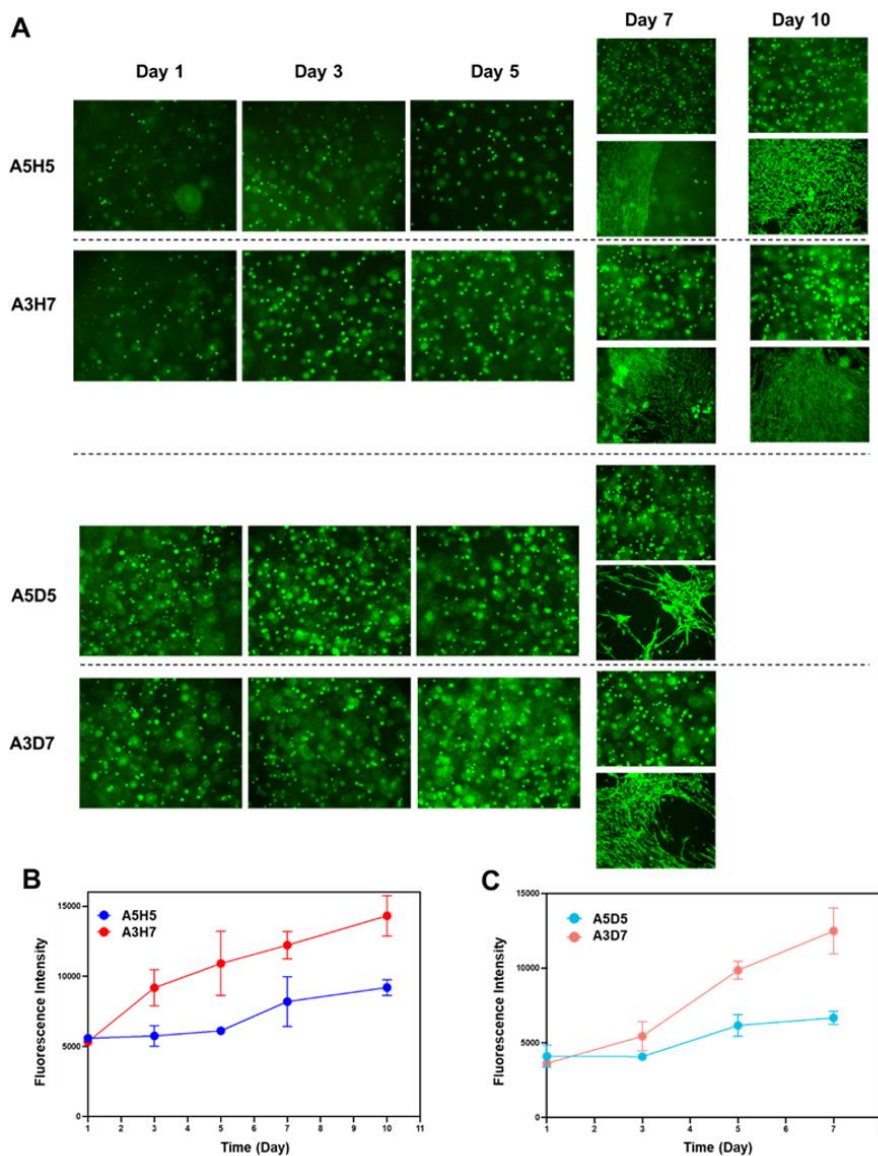 A
Day 1
Day 3
Day 5
Day 7
Day 10
A5H5
A3H7
A5D5
A3D7
B
Fluorescence Intensity
15000
10000
5000
0
A5H5
A3H7
1 2 3 4 5 6 7 8 9 10 11
Time (Day)
C
Fluorescence Intensity
15000
10000
5000
0
A5D5
A3D7
1 2 3 4 5 6 7
Time (Day)